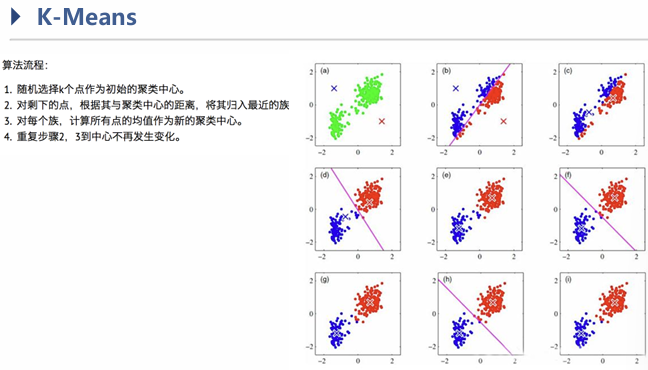 K-Means
算法流程：
1. 随机选择k个点作为初始的聚类中心。
2. 对剩下的点，根据其与聚类中心的距离，将其归入最近的族
3. 对每个族，计算所有点的均值作为新的聚类中心。
4. 重复步骤2，3到中心不再发生变化。
(a) (b) (c)
2 2 2
0 0 0
−2 −2 −2
−2 0 2 −2 0 2 −2 0 2
(d) (e) (f)
2 2 2
0 0 0
−2 −2 −2
−2 0 2 −2 0 2 −2 0 2
(g) (h) (i)
2 2 2
0 0 0
−2 −2 −2
−2 0 2 −2 0 2 −2 0 2